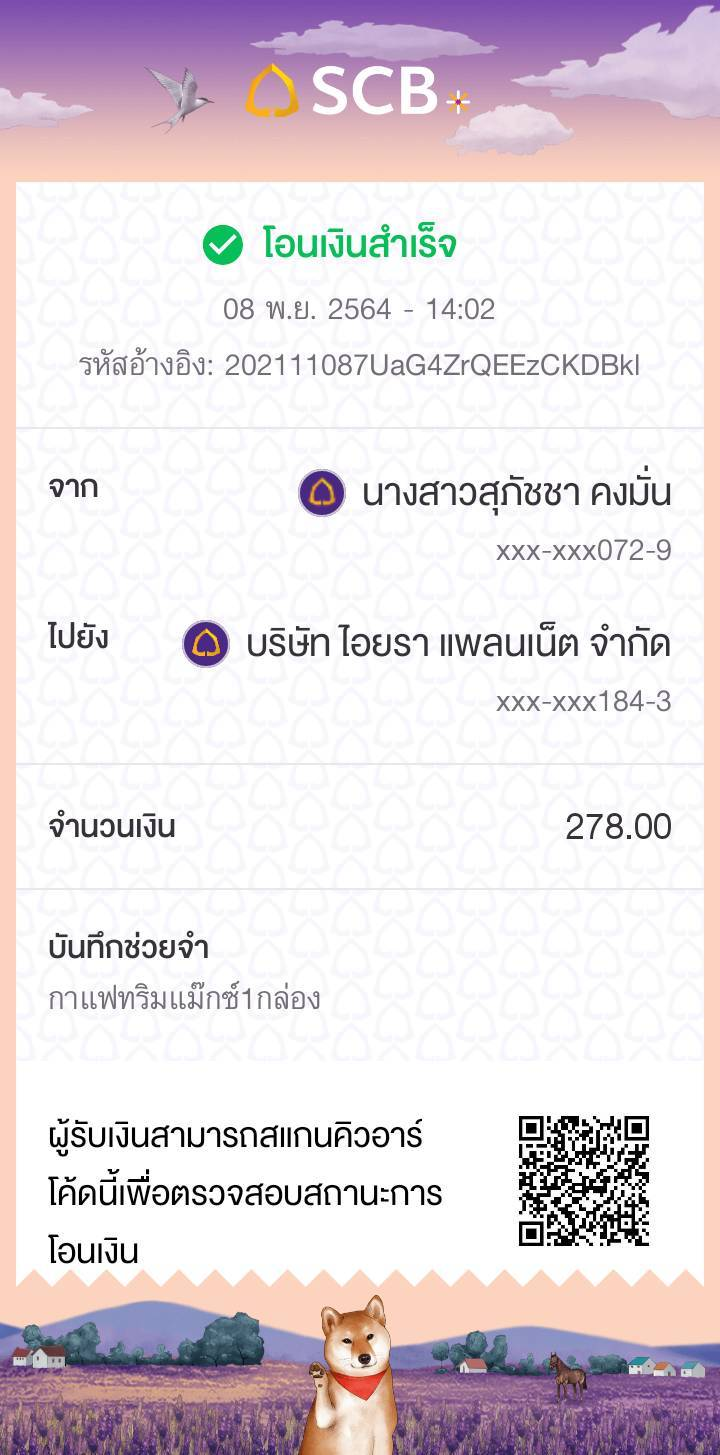 SCB
โอนเงินสำเร็จ
08 พ.ย. 2564 - 14:02
รหัสอ้างอิง: 202111087UaG4ZrQEEzCKDBkl
จาก
นางสาวสุภัชชา คงมั่น
xxx-xxx072-9
ไปยัง
บริษัท ไอยรา แพลนเน็ต จำกัด
xxx-xxx184-3
จำนวนเงิน 278.00
บันทึกช่วยจำ
กาแฟทริมแม๊กซ์1กล่อง
ผู้รับเงินสามารถสแกนคิวอาร์
โค้ดนี้เพื่อตรวจสอบสถานะการ
โอนเงิน